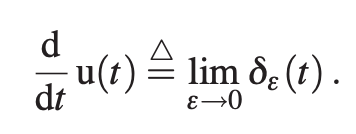 d/dt u(t) ≜ lim_{ε→0} δ_ε(t) .